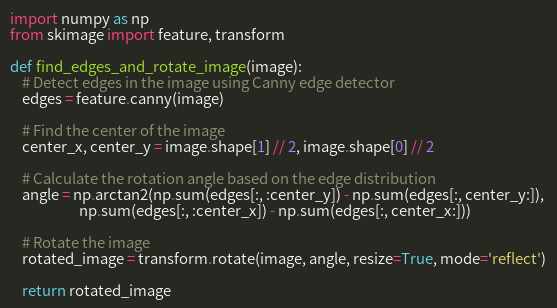 import numpy as np
from skimage import feature, transform

def find_edges_and_rotate_image(image):
    # Detect edges in the image using Canny edge detector
    edges = feature.canny(image)

    # Find the center of the image
    center_x, center_y = image.shape[1] // 2, image.shape[0] // 2

    # Calculate the rotation angle based on the edge distribution
    angle = np.arctan2(np.sum(edges[:, :center_y]) - np.sum(edges[:, center_y:]),
                       np.sum(edges[:, :center_x]) - np.sum(edges[:, center_x:]))

    # Rotate the image
    rotated_image = transform.rotate(image, angle, resize=True, mode='reflect')

    return rotated_image